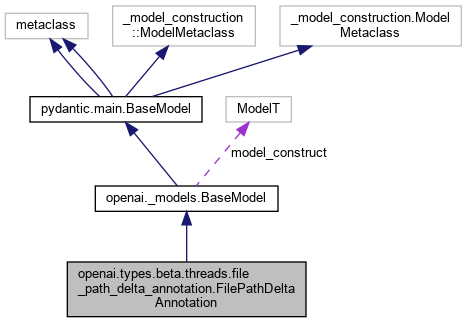 metaclass
_model_construction
::ModelMetaclass
_model_construction.Model
Metaclass
pydantic.main.BaseModel
ModelT
model_construct
openai._models.BaseModel
openai.types.beta.threads.file
_path_delta_annotation.FilePathDelta
Annotation